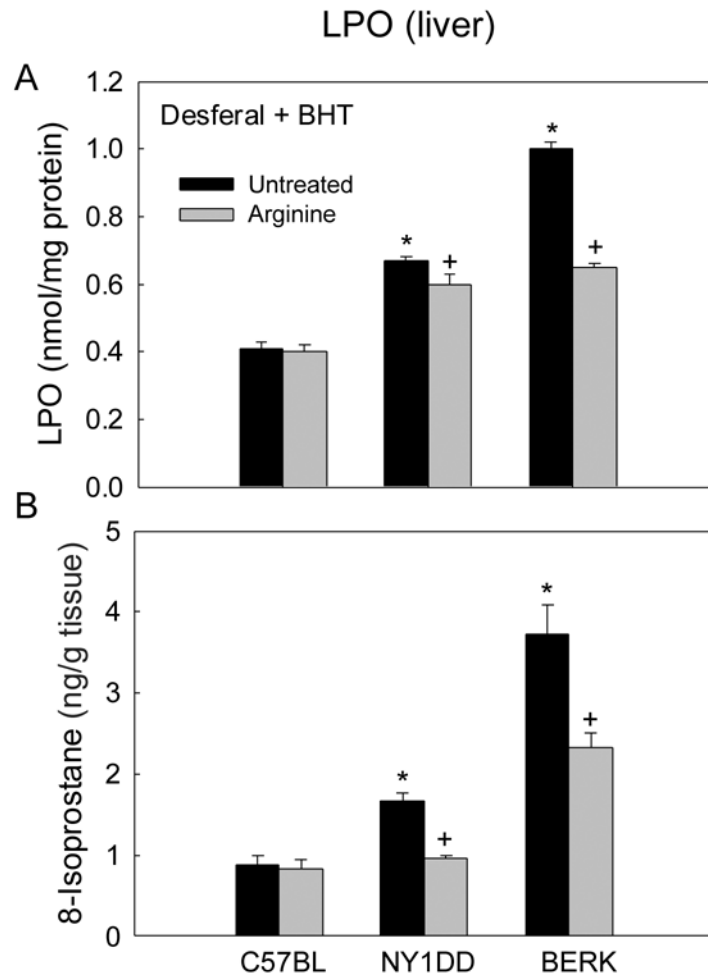 LPO (liver)
A
LPO (nmol/mg protein)
1.2
1.0
0.8
0.6
0.4
0.2
0.0
Desferal + BHT
Untreated
Arginine
*
+
*
+
B
8-Isoprostane (ng/g tissue)
5
4
3
2
1
0
*
+
*
+
C57BL NY1DD BERK